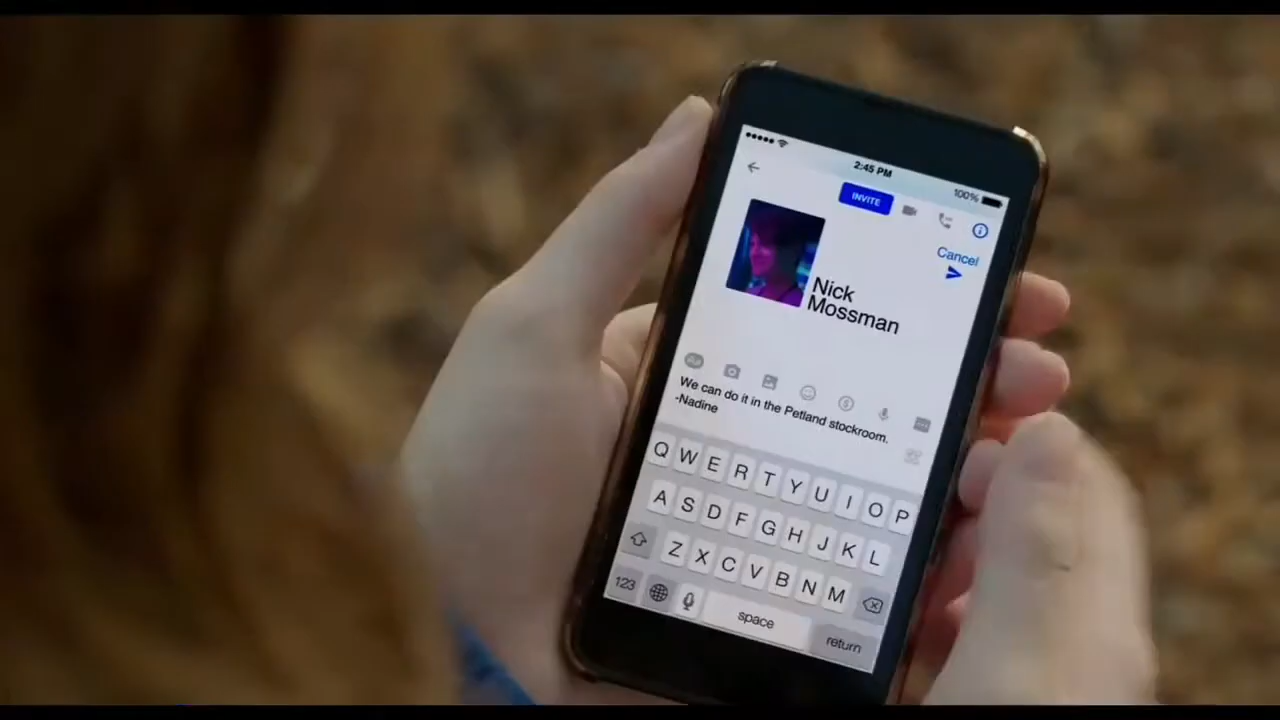 2:45 PM
100%
INVITE
Cancel
Nick
Mossman
We can do it in the Petland stockroom.
-Nadine
Q W E R T Y U I O P
A S D F G H J K L
Z X C V B N M
123
space
return